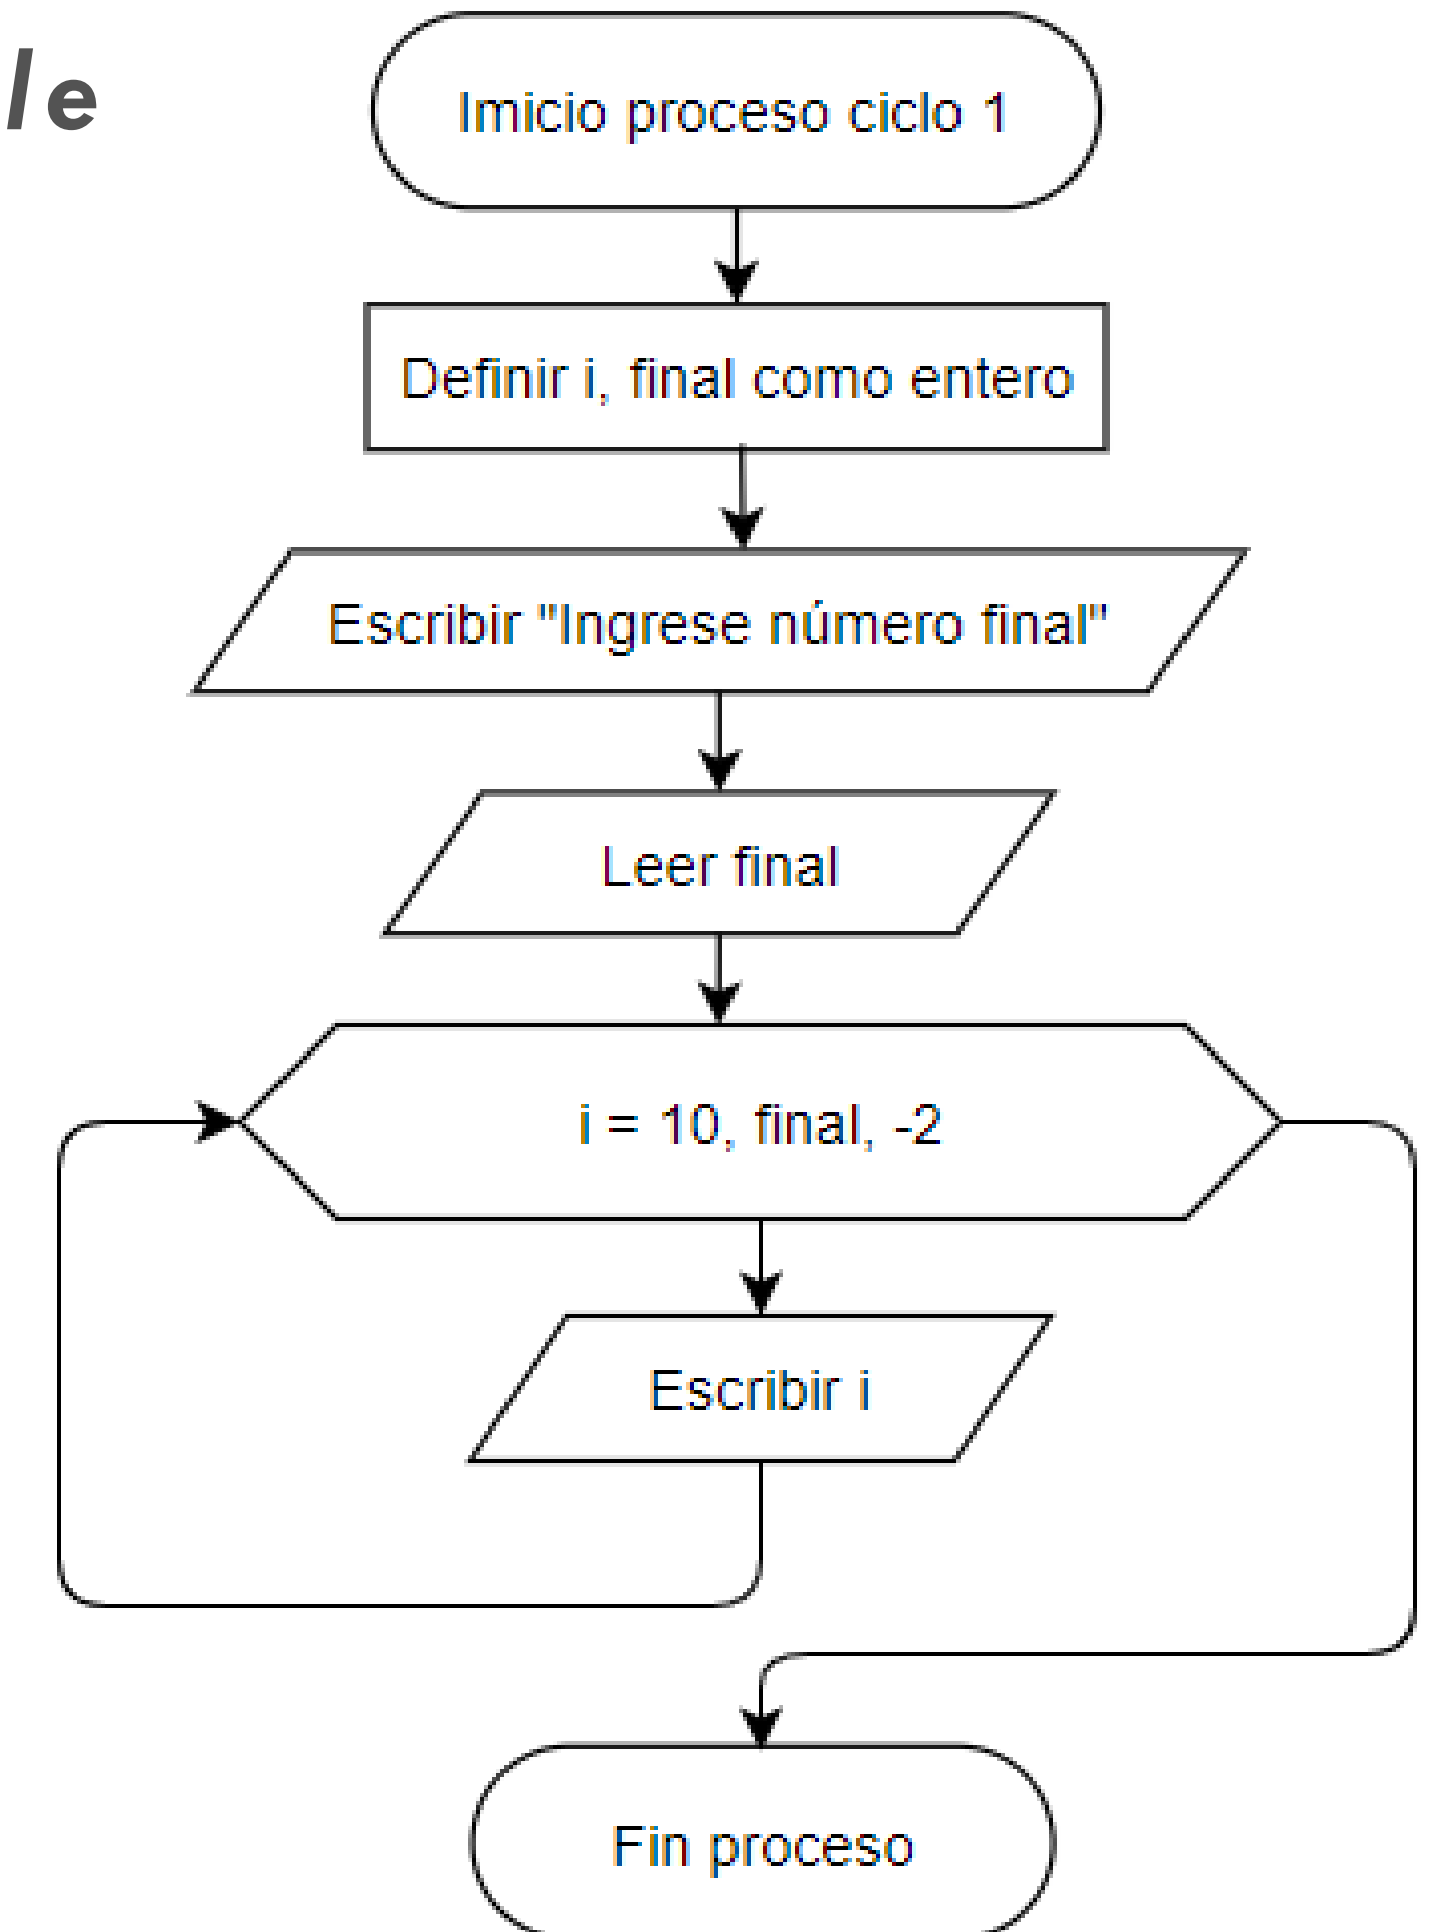 le
Imicio proceso ciclo 1
Definir i, final como entero
Escribir "Ingrese número final"
Leer final
i = 10, final, -2
Escribir i
Fin proceso